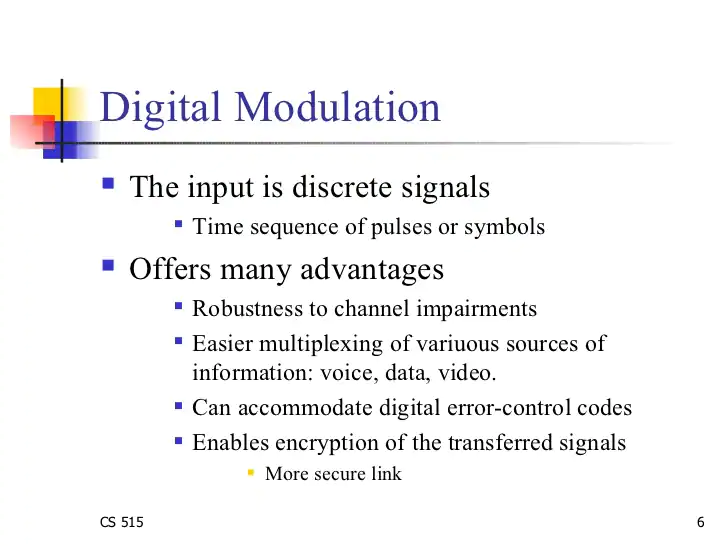 Digital Modulation
The input is discrete signals
Time sequence of pulses or symbols
Offers many advantages
Robustness to channel impairments
Easier multiplexing of variuous sources of
information: voice, data, video.
Can accommodate digital error-control codes
Enables encryption of the transferred signals
More secure link
CS 515
6